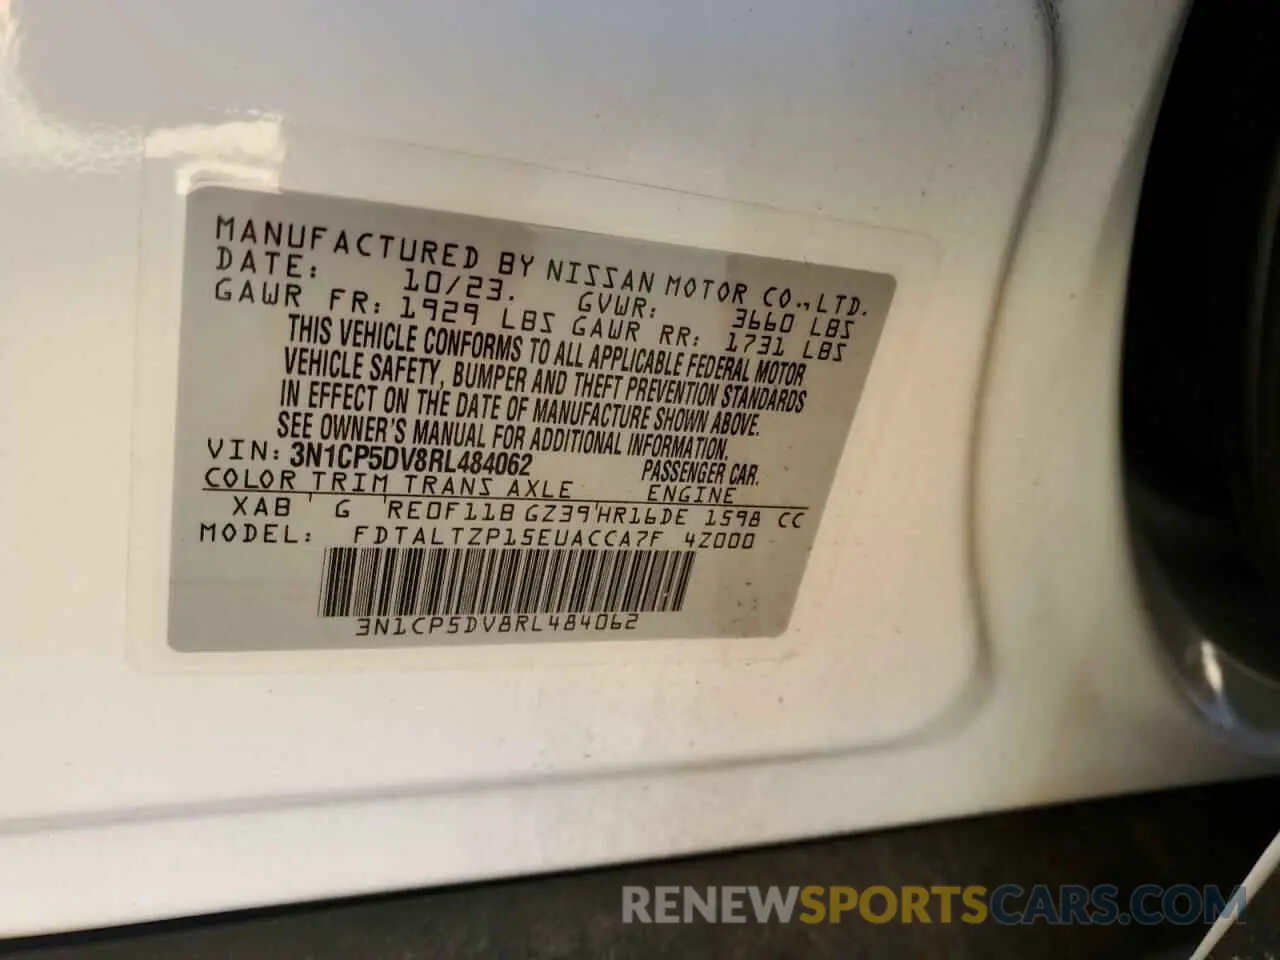 MANUFACTURED BY NISSAN MOTOR CO.,LTD.
DATE: 10/23. GVWR: 3660 LBS
GAWR FR: 1929 LBS GAWR RR: 1731 LBS
THIS VEHICLE CONFORMS TO ALL APPLICABLE FEDERAL MOTOR
VEHICLE SAFETY, BUMPER AND THEFT PREVENTION STANDARDS
IN EFFECT ON THE DATE OF MANUFACTURE SHOWN ABOVE.
SEE OWNER'S MANUAL FOR ADDITIONAL INFORMATION.
VIN: 3N1CP5DV8RL484062 PASSENGER CAR.
COLOR TRIM TRANS AXLE ENGINE
XAB ' G 'RE0F11B GZ39'HR16DE 1598 CC
MODEL: FDTALTZP15EUACCA7F 4Z000
3N1CP5DV8RL484062
RENEWSPORTSCARS.COM